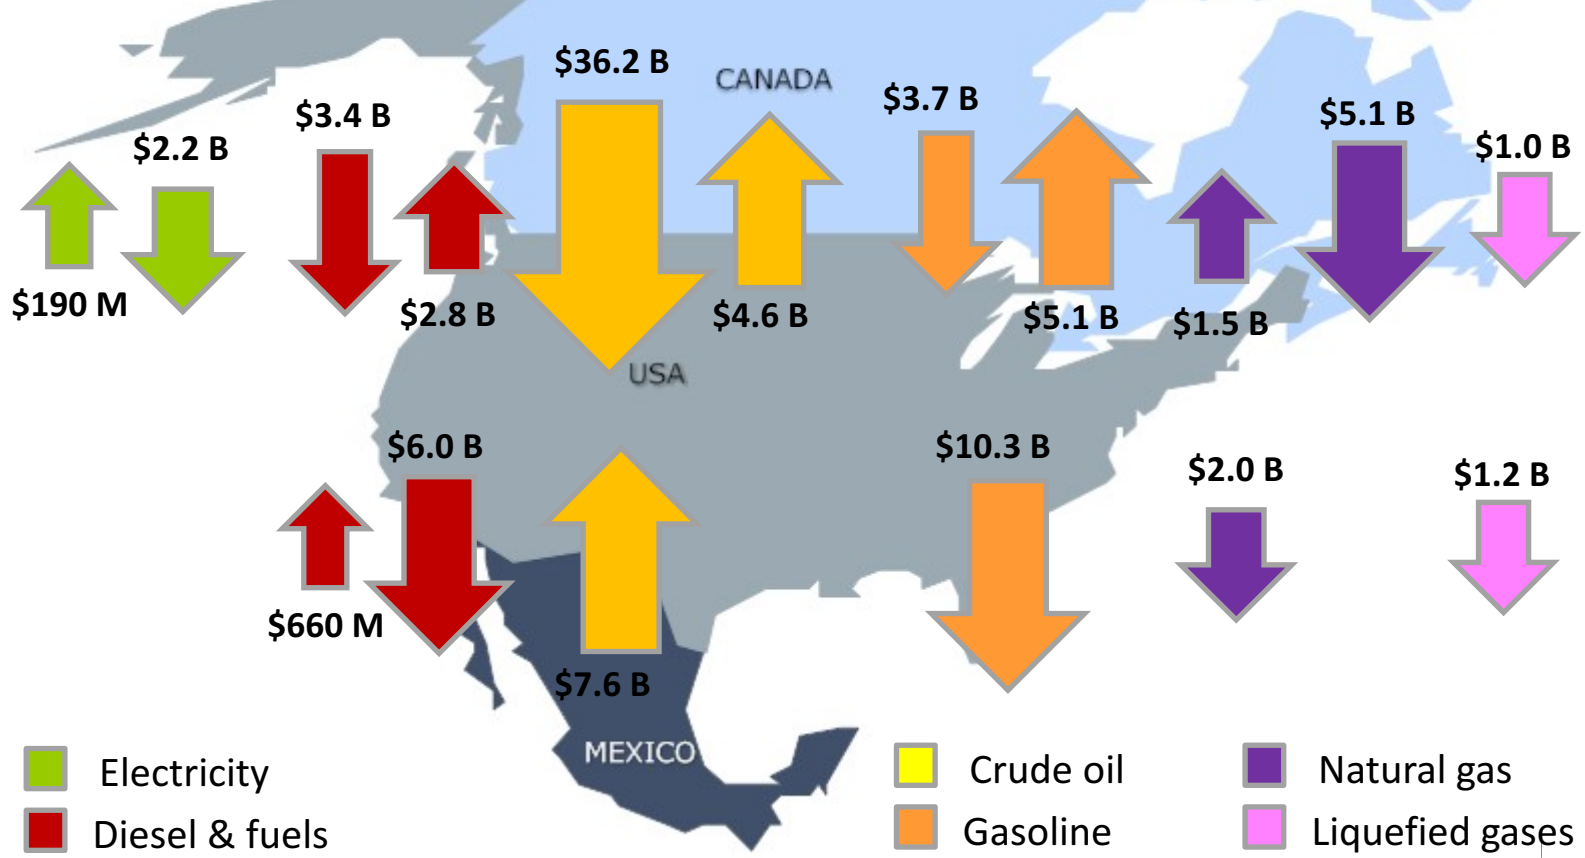 $36.2 B
CANADA
$3.7 B
$3.4 B
$5.1 B
$2.2 B
$1.0 B
$190 M
$2.8 B
$4.6 B
$5.1 B
$1.5 B
USA
$6.0 B
$10.3 B
$2.0 B
$1.2 B
$660 M
$7.6 B
MEXICO
Electricity
Crude oil
Natural gas
Diesel & fuels
Gasoline
Liquefied gases